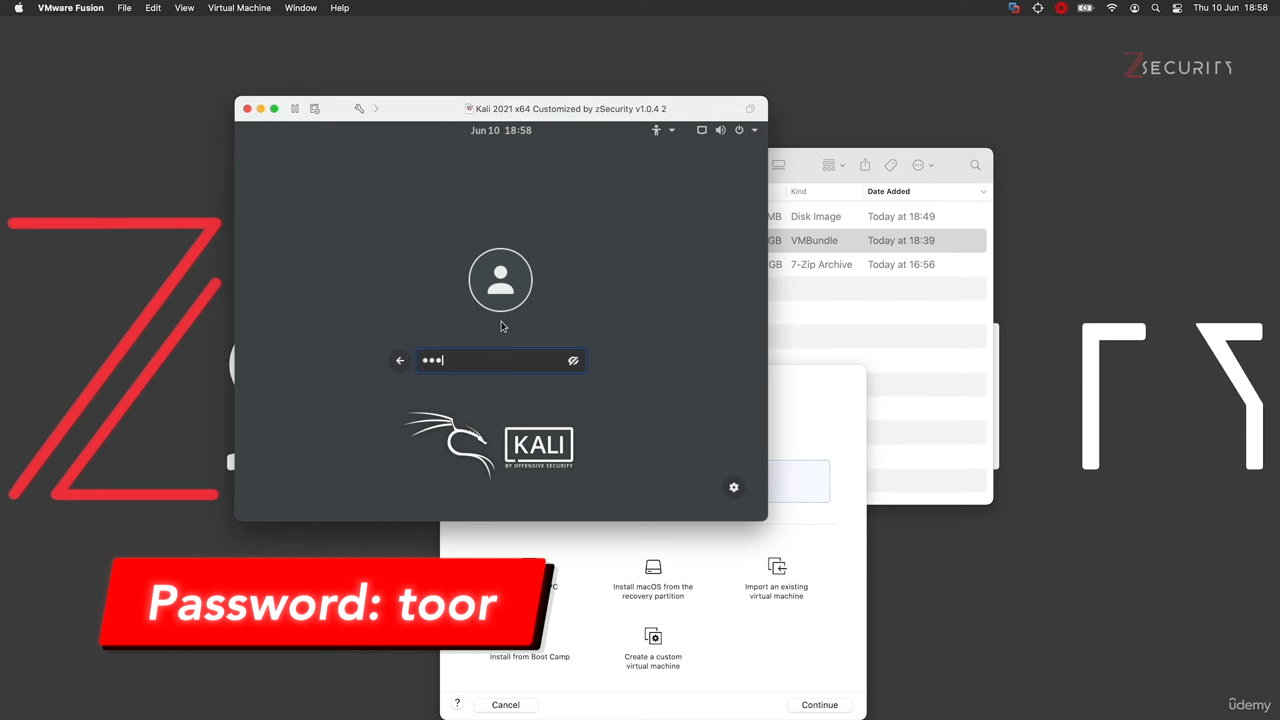 VMware Fusion File Edit View Virtual Machine Window Help
Thu 10 Jun 18:58
ZSECURITY
Kali 2021 x64 Customized by zSecurity v1.0.4 2
Jun 10 18:58
Kind Date Added
MB Disk Image Today at 18:49
GB VMBundle Today at 18:39
GB 7-Zip Archive Today at 16:56
KALI
BY OFFENSIVE SECURITY
Password: toor
Install macOS from the
recovery partition
Import an existing
virtual machine
Install from Boot Camp
Create a custom
virtual machine
? Cancel Continue
ûdemy